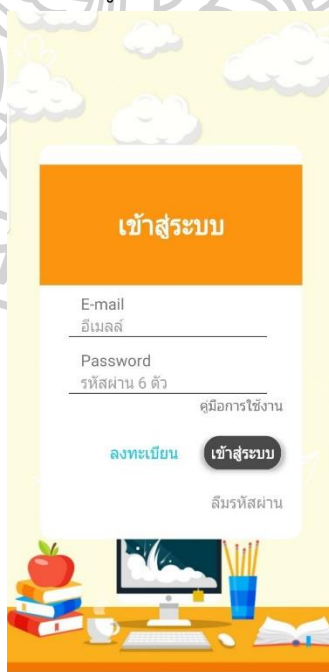 เข้าสู่ระบบ
E-mail
อีเมลล์
Password
รหัสผ่าน 6 ตัว
คู่มือการใช้งาน
ลงทะเบียน เข้าสู่ระบบ
ลืมรหัสผ่าน